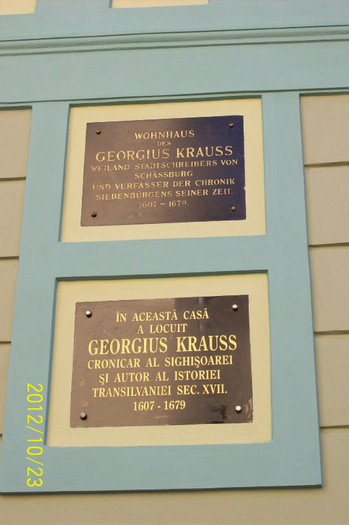 WOHNHAUS
DES
GEORGIUS KRAUSS
WEILAND STADTSCHREIBERS VON
SCHÄSSBURG
UND VERFASSER DER CHRONIK
SIEBENBÜRGENS SEINER ZEIT.
1607 – 1679.
ÎN ACEASTĂ CASĂ
A LOCUIT
GEORGIUS KRAUSS
CRONICAR AL SIGHIŞOAREI
ŞI AUTOR AL ISTORIEI
TRANSILVANIEI SEC. XVII.
1607 - 1679
2012/10/23